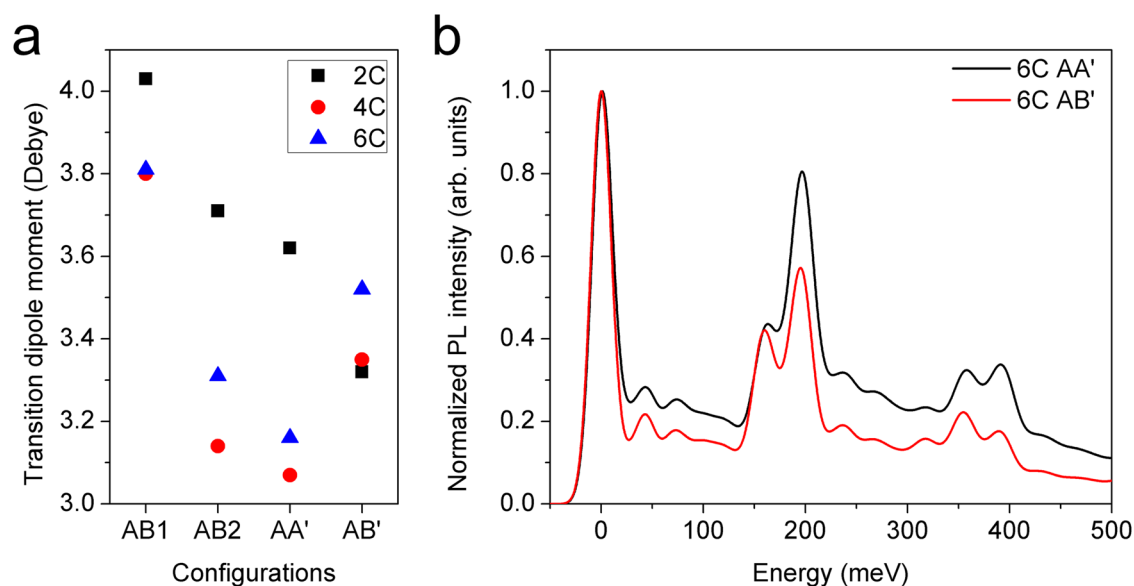 a
Transition dipole moment (Debye)
4.0
3.8
3.6
3.4
3.2
3.0
2C
4C
6C
AB1 AB2 AA' AB'
Configurations
b
Normalized PL intensity (arb. units)
1.0
0.8
0.6
0.4
0.2
0.0
6C AA'
6C AB'
0 100 200 300 400 500
Energy (meV)